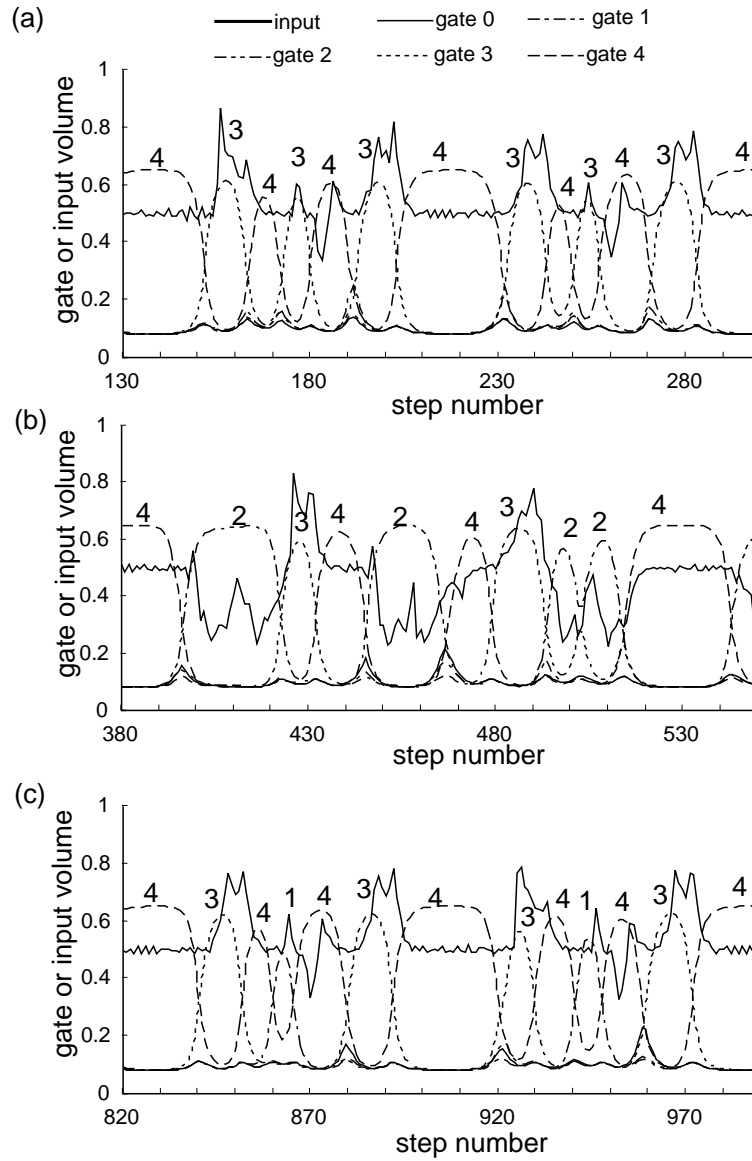 (a)
input gate 0 gate 1
gate 2 gate 3 gate 4
gate or input volume
1
0.8
0.6
0.4
0.2
0
4 3 4 3 4 3 4 3 4 3 4 3 4
130 180 230 280
step number
(b)
gate or input volume
1
0.8
0.6
0.4
0.2
0
4 2 3 4 2 4 3 2 2 4
380 430 480 530
step number
(c)
gate or input volume
1
0.8
0.6
0.4
0.2
0
4 3 4 1 4 3 4 3 4 1 4 3 4
820 870 920 970
step number